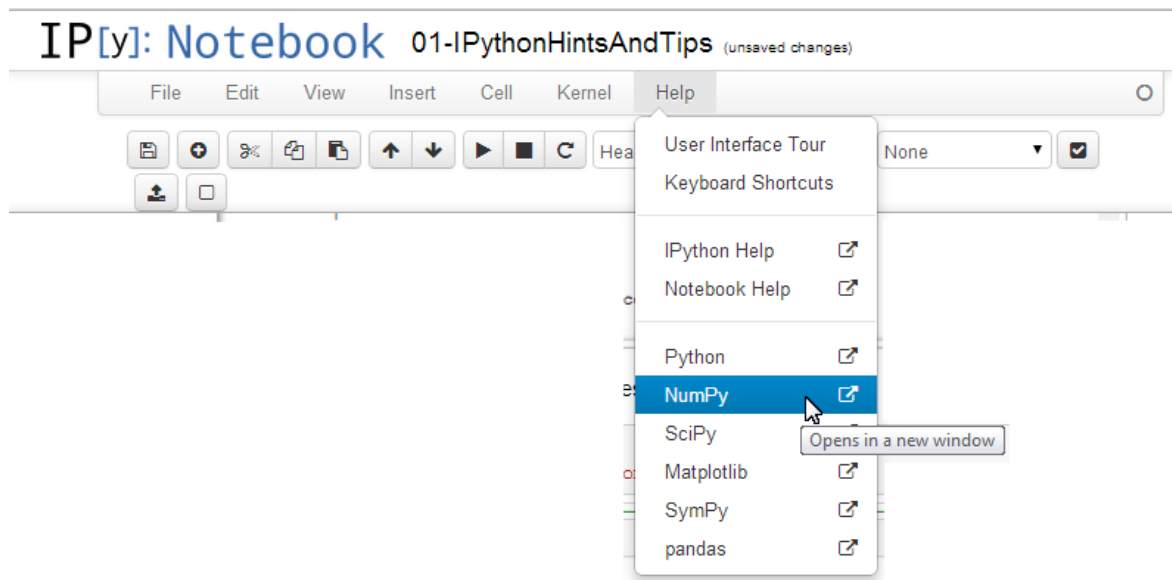 IP[y]: Notebook 01-IPythonHintsAndTips (unsaved changes)
File Edit View Insert Cell Kernel Help
Hea
None
User Interface Tour
Keyboard Shortcuts
IPython Help
Notebook Help
Python
NumPy
SciPy
Opens in a new window
Matplotlib
SymPy
pandas